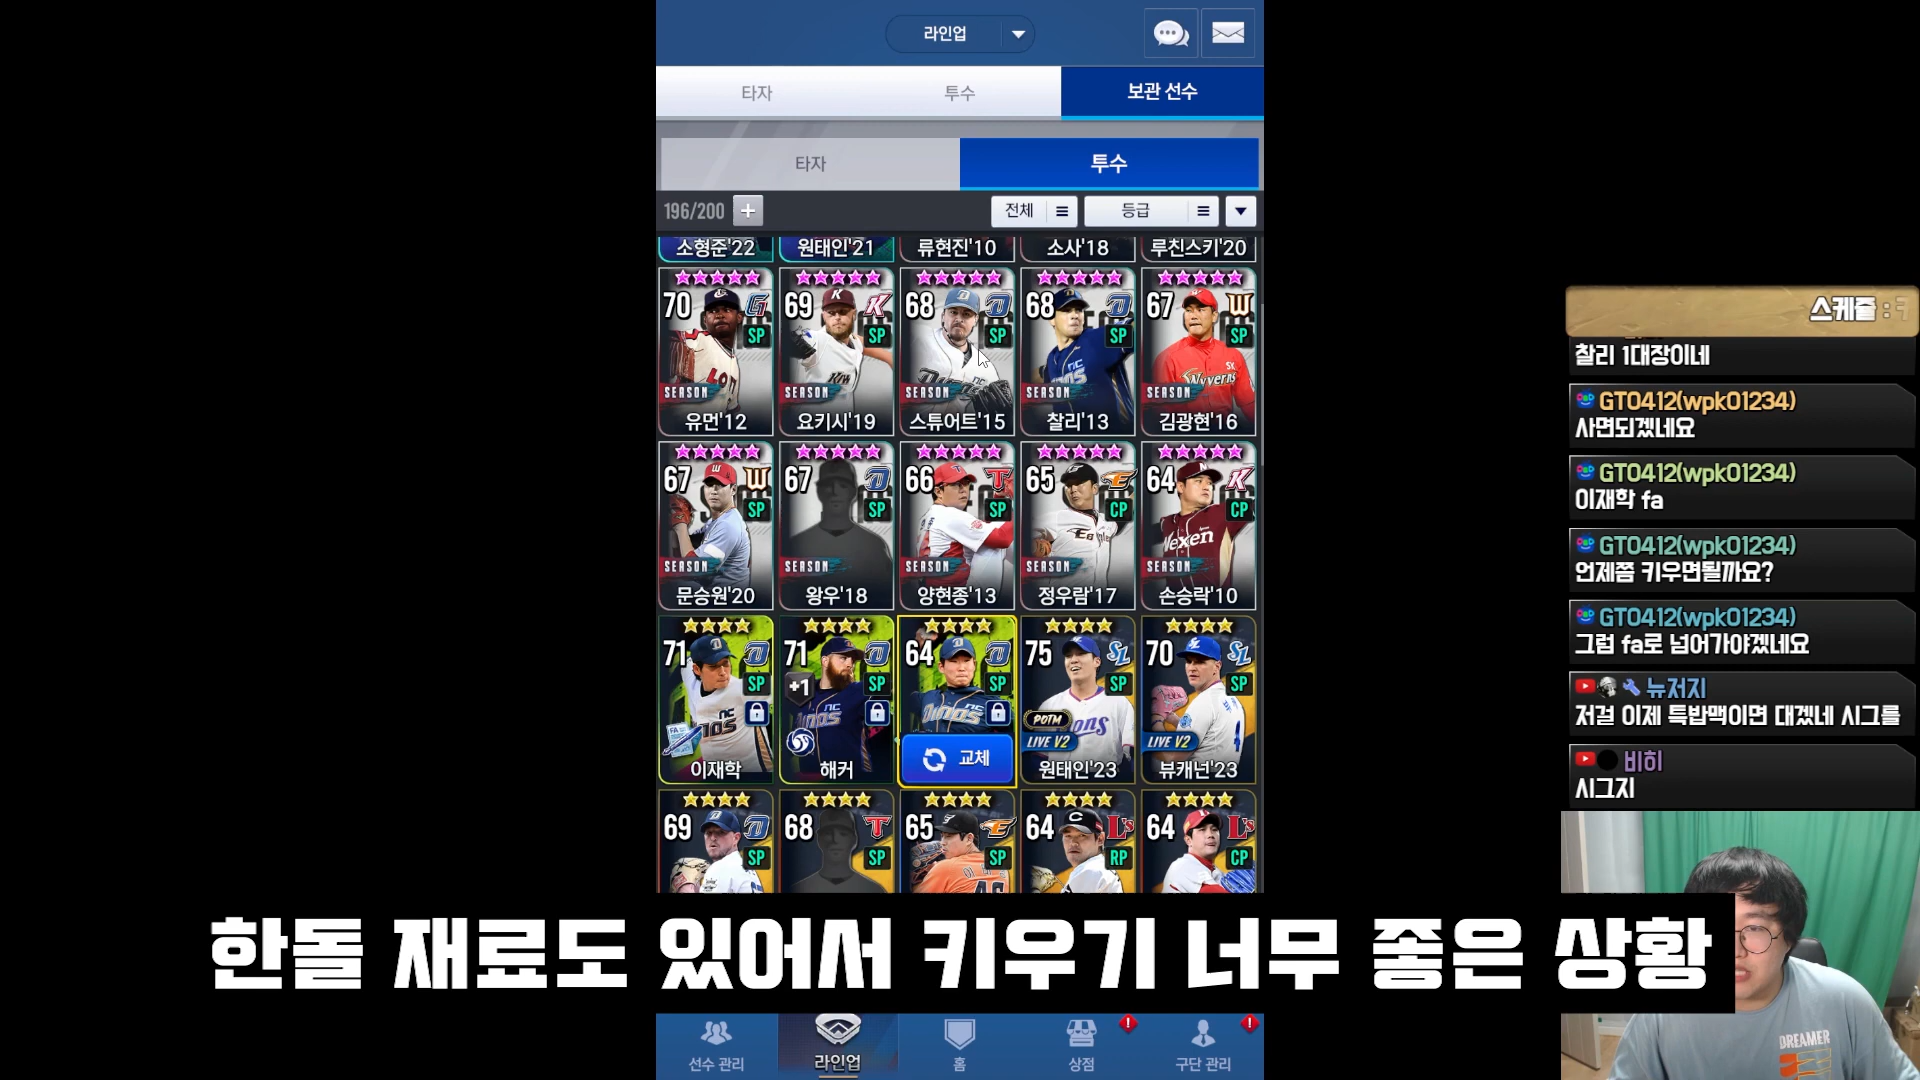 라인업
타자
투수
보관 선수
타자
투수
196/200
전체
등급
소형준'22
원태인'21
류현진'10
소사'18
루친스키'20
70 SP SEASON 유먼'12
69 SP SEASON 요키시'19
68 SP SEASON 스튜어트'15
68 SP SEASON 찰리'13
67 SP SEASON 김광현'16
67 SP SEASON 문승원'20
67 SP SEASON 왕우'18
66 SP SEASON 양현종'13
65 CP SEASON 정우람'17
64 CP SEASON 손승락'10
71 SP FA 이재학
71 +1 SP 해커
64 SP 교체
75 SP POTM LIVE V2 원태인'23
70 SP LIVE V2 뷰캐넌'23
69 SP
68 SP
65 SP
64 RP
64 CP
스케줄 :
찰리 1대장이네
GT0412(wpk01234)
사면되겠네요
GT0412(wpk01234)
이재학 fa
GT0412(wpk01234)
언제쯤 키우면될까요?
GT0412(wpk01234)
그럼 fa로 넘어가야겠네요
뉴저지
저걸 이제 특밥맥이면 대겠네 시그를
비히
시그지
한돌 재료도 있어서 키우기 너무 좋은 상황
선수 관리
라인업
홈
상점
구단 관리
DREAMER